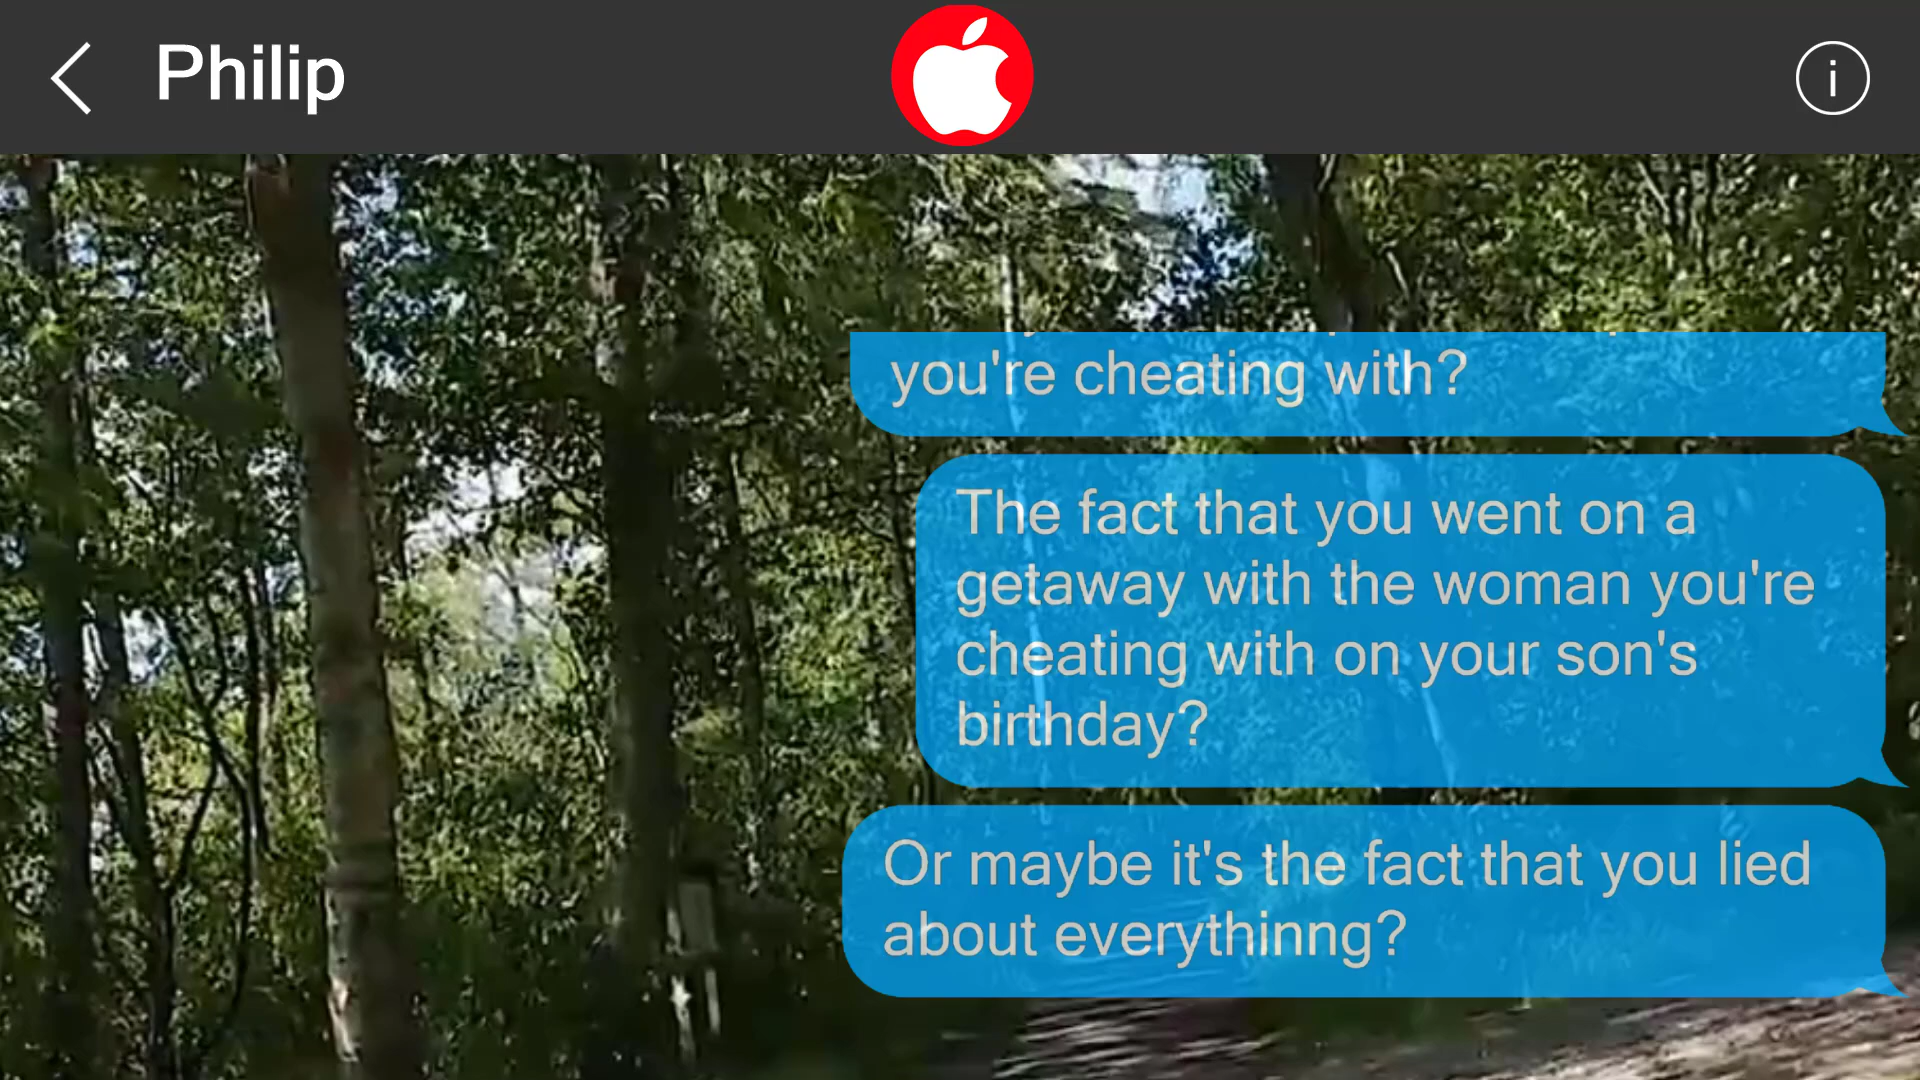 Philip
you're cheating with?
The fact that you went on a
getaway with the woman you're
cheating with on your son's
birthday?
Or maybe it's the fact that you lied
about everythinng?